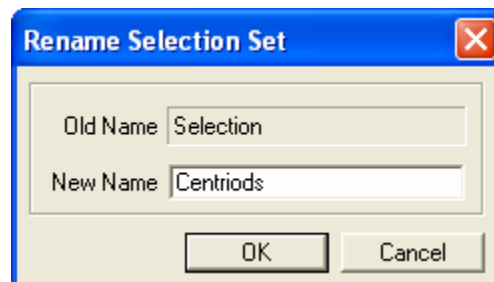 Rename Selection Set
Old Name Selection
New Name Centriods
OK Cancel